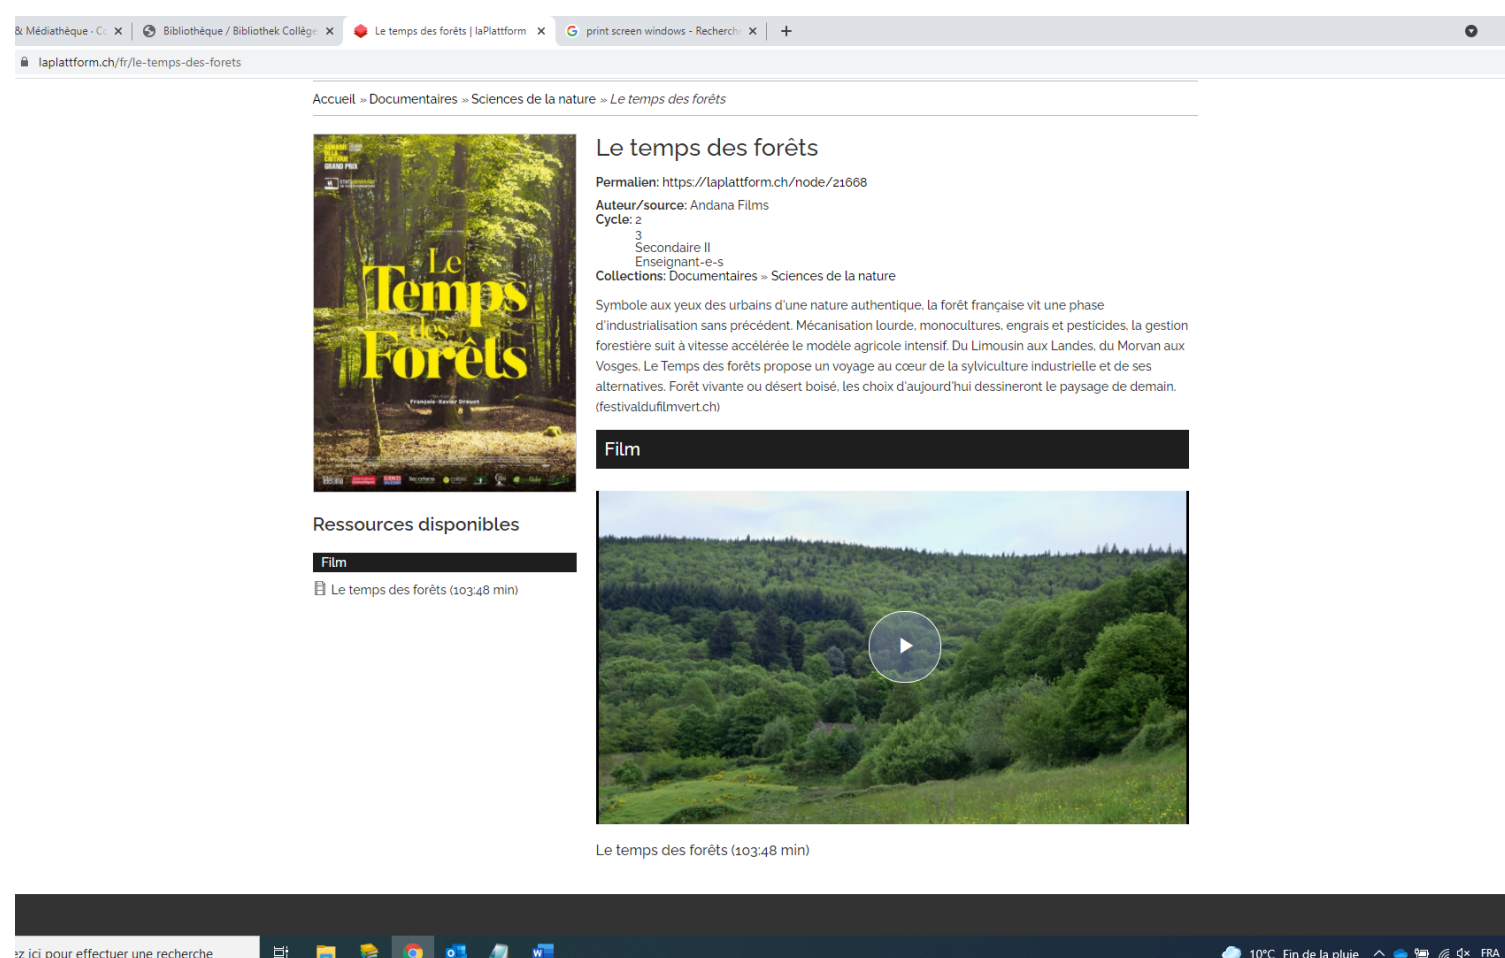 & Médiathèque - Co
Bibliothèque / Bibliothek Collège
Le temps des forêts | laPlattform
print screen windows - Recherch
laplattform.ch/fr/le-temps-des-forets
Accueil » Documentaires » Sciences de la nature » Le temps des forêts
GRAND PRIX
Le
Temps
des
Forêts
François-Xavier Drouet
Le temps des forêts
Permalien: https://laplattform.ch/node/21668
Auteur/source: Andana Films
Cycle: 2
3
Secondaire II
Enseignant-e-s
Collections: Documentaires » Sciences de la nature
Symbole aux yeux des urbains d'une nature authentique, la forêt française vit une phase
d'industrialisation sans précédent. Mécanisation lourde, monocultures, engrais et pesticides, la gestion
forestière suit à vitesse accélérée le modèle agricole intensif. Du Limousin aux Landes, du Morvan aux
Vosges, Le Temps des forêts propose un voyage au cœur de la sylviculture industrielle et de ses
alternatives. Forêt vivante ou désert boisé, les choix d'aujourd'hui dessineront le paysage de demain.
(festivaldufilmvert.ch)
Film
Ressources disponibles
Film
Le temps des forêts (103:48 min)
Le temps des forêts (103:48 min)
ez ici pour effectuer une recherche
10°C Fin de la pluie
FRA